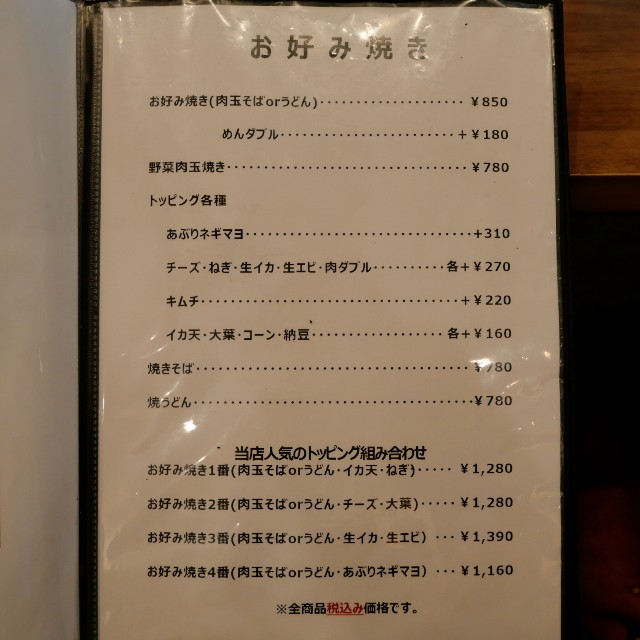 お好み焼き
お好み焼き(肉玉そばorうどん)‥‥‥‥‥‥‥‥‥‥ ¥850
めんダブル‥‥‥‥‥‥‥‥‥‥‥‥＋¥180
野菜肉玉焼き‥‥‥‥‥‥‥‥‥‥‥‥‥‥‥‥‥ ¥780
トッピング各種
あぶりネギマヨ‥‥‥‥‥‥‥‥‥‥‥‥‥‥‥‥+310
チーズ・ねぎ・生イカ・生エビ・肉ダブル‥‥‥‥‥各＋¥270
キムチ‥‥‥‥‥‥‥‥‥‥‥‥‥‥‥‥‥‥＋¥220
イカ天・大葉・コーン・納豆‥‥‥‥‥‥‥‥‥各＋¥160
焼きそば‥‥‥‥‥‥‥‥‥‥‥‥‥‥‥‥‥‥‥¥780
焼うどん‥‥‥‥‥‥‥‥‥‥‥‥‥‥‥‥‥‥‥¥780
当店人気のトッピング組み合わせ
お好み焼き1番(肉玉そばorうどん・イカ天・ねぎ)‥‥‥ ¥1,280
お好み焼き2番(肉玉そばorうどん・チーズ・大葉)‥‥‥¥1,280
お好み焼き3番(肉玉そばorうどん・生イカ・生エビ) ‥‥ ¥1,390
お好み焼き4番(肉玉そばorうどん・あぶりネギマヨ) ‥‥ ¥1,160
※全商品税込み価格です。